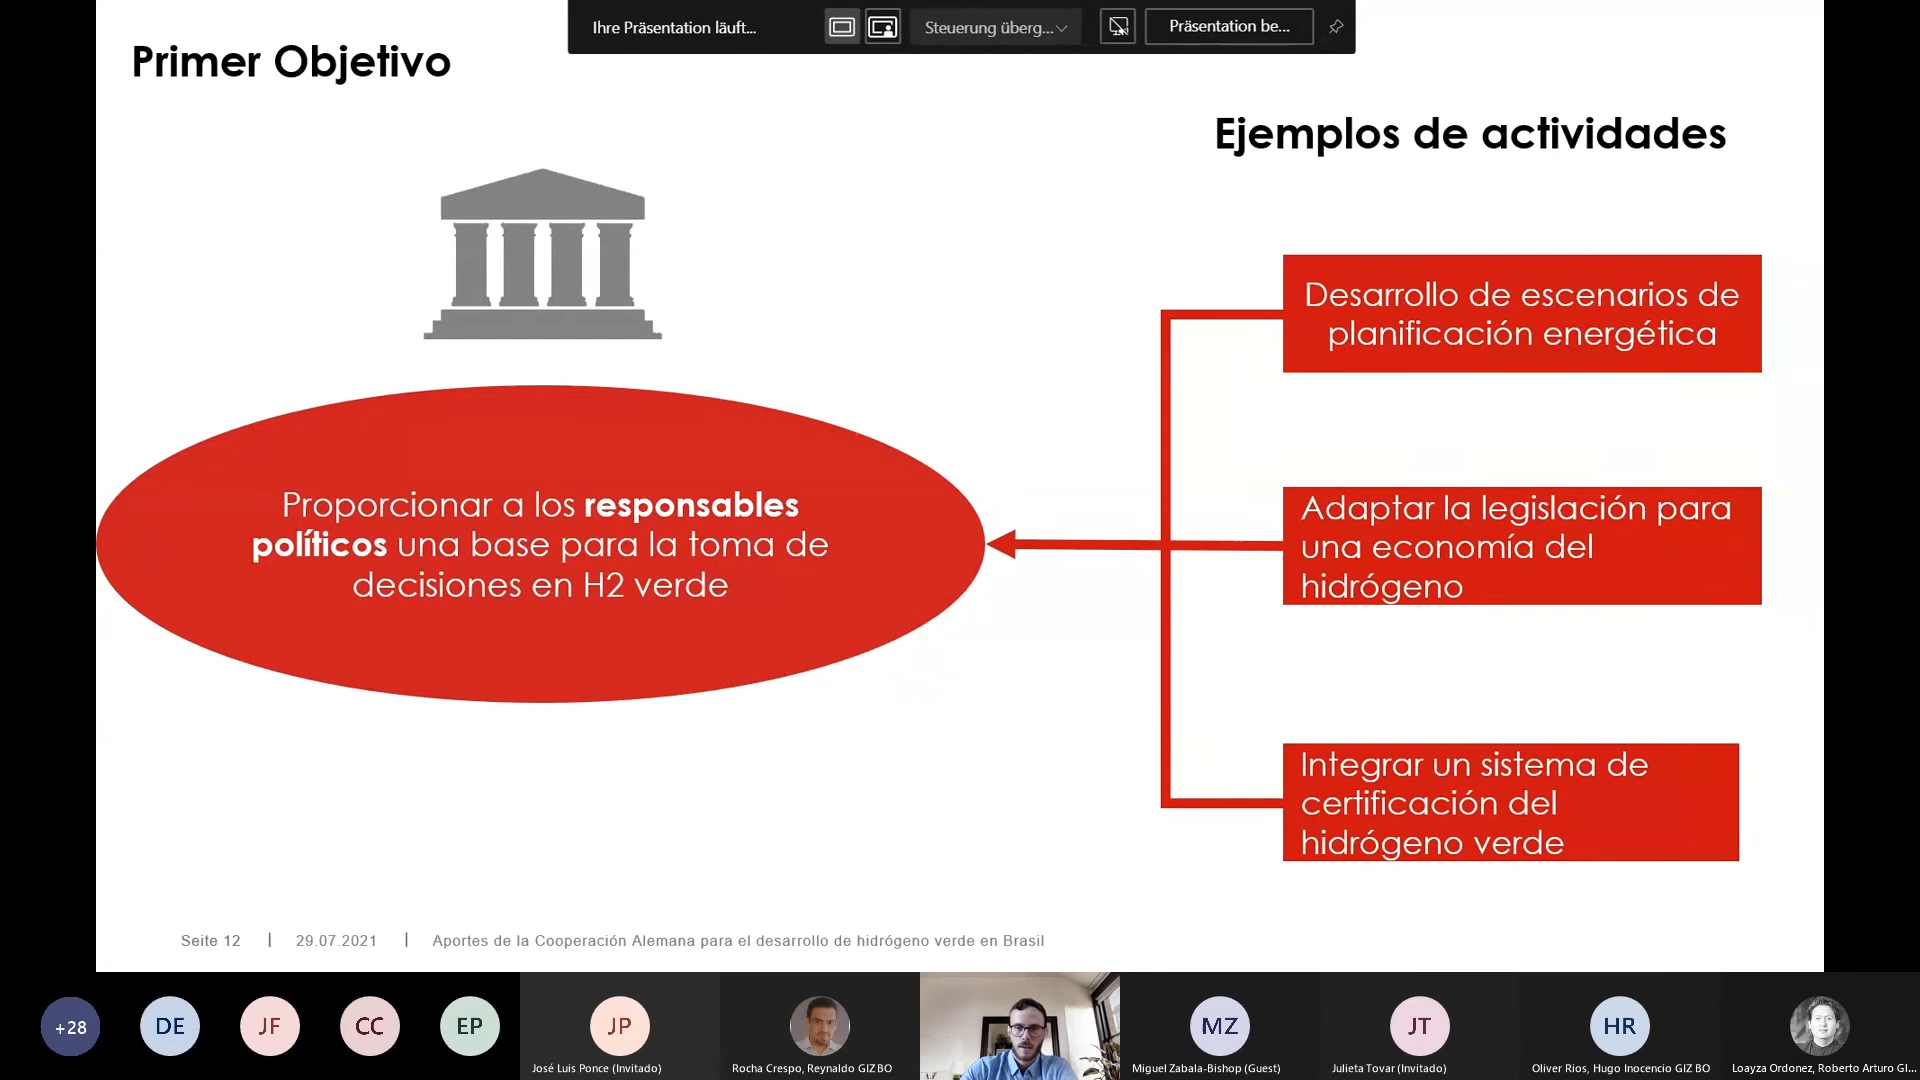 Ihre Präsentation läuft...
Steuerung überg...
Präsentation be...
Primer Objetivo
Ejemplos de actividades
Desarrollo de escenarios de
planificación energética
Proporcionar a los responsables
políticos una base para la toma de
decisiones en H2 verde
Adaptar la legislación para
una economía del
hidrógeno
Integrar un sistema de
certificación del
hidrógeno verde
Seite 12 | 29.07.2021 | Aportes de la Cooperación Alemana para el desarrollo de hidrógeno verde en Brasil
+28
DE
JF
CC
EP
JP
José Luis Ponce (Invitado)
Rocha Crespo, Reynaldo GIZ BO
MZ
Miguel Zabala-Bishop (Guest)
JT
Julieta Tovar (Invitado)
HR
Oliver Rios, Hugo Inocencio GIZ BO
Loayza Ordonez, Roberto Arturo GI...